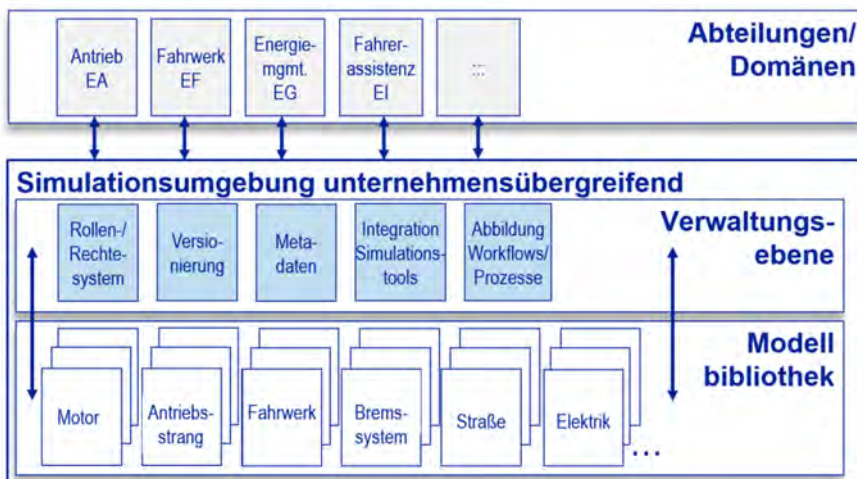 Antrieb
EA
Fahrwerk
EF
Energie-
mgmt.
EG
Fahrer-
assistenz
EI
...
Abteilungen/
Domänen
Simulationsumgebung unternehmensübergreifend
Rollen-/
Rechte-
system
Versio-
nierung
Meta-
daten
Integration
Simulations-
tools
Abbildung
Workflows/
Prozesse
Verwaltungs-
ebene
Motor
Antriebs-
strang
Fahrwerk
Brems-
system
Straße
Elektrik
...
Modell
bibliothek